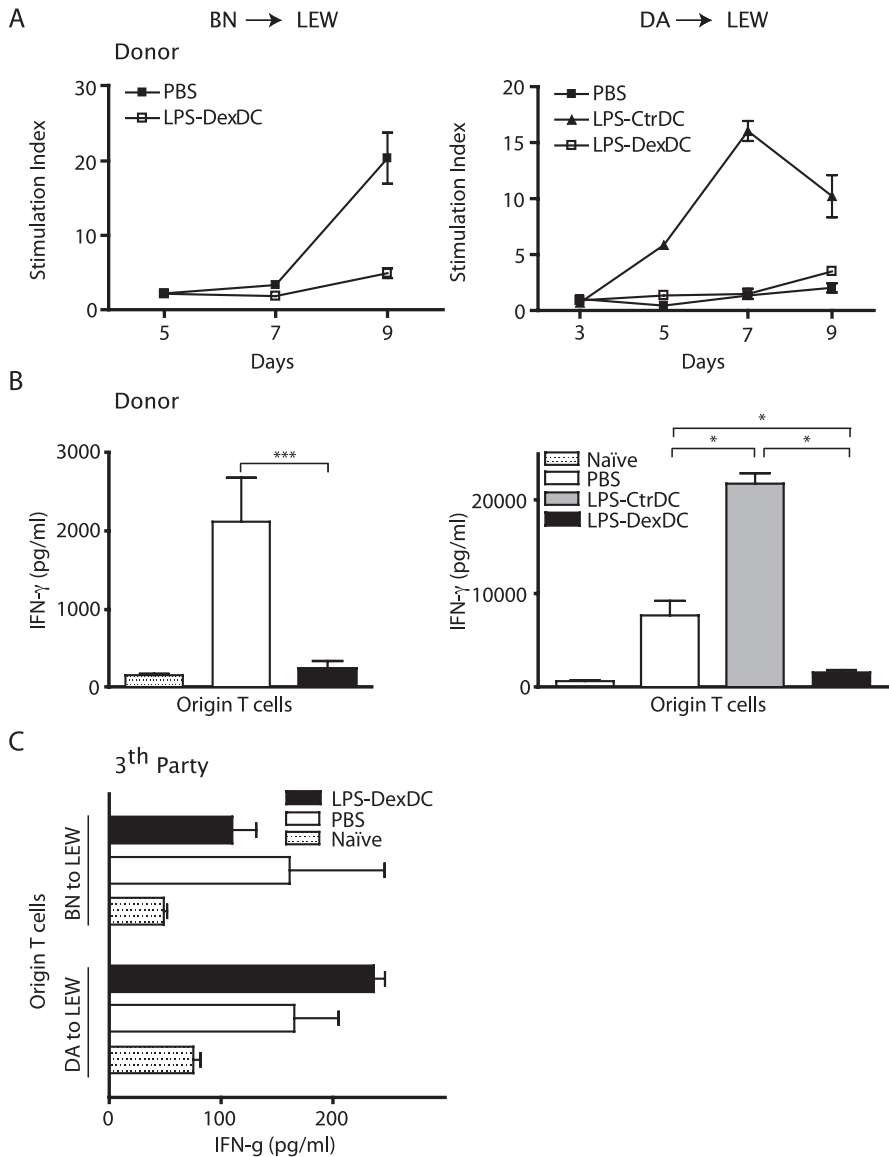 A
BN → LEW
DA → LEW
Donor
30
20
10
0
Stimulation Index
PBS
LPS-DexDC
5 7 9
Days
20
15
10
5
0
Stimulation Index
PBS
LPS-CtrDC
LPS-DexDC
3 5 7 9
Days
B
Donor
3000
2000
1000
0
IFN-γ (pg/ml)
***
Origin T cells
20000
10000
0
IFN-γ (pg/ml)
*
* *
Naïve
PBS
LPS-CtrDC
LPS-DexDC
Origin T cells
C
3th Party
LPS-DexDC
PBS
Naïve
Origin T cells
BN to LEW
DA to LEW
0 100 200
IFN-g (pg/ml)